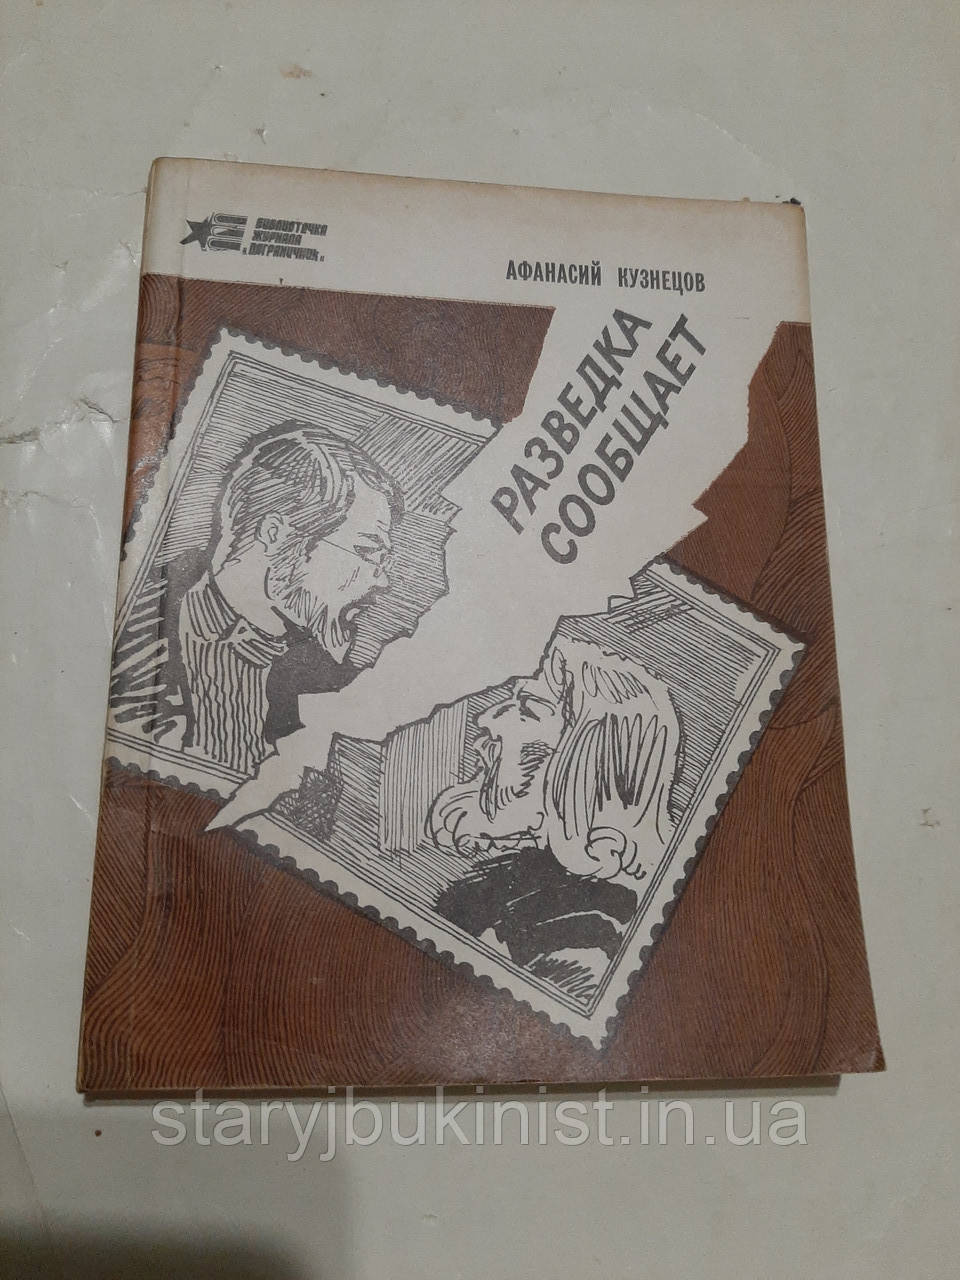 БИБЛИОТЕЧКА
ЖУРНАЛА
„ПОГРАНИЧНИК"
АФАНАСИЙ КУЗНЕЦОВ
РАЗВЕДКА
СООБЩАЕТ
staryjbukinist.in.ua